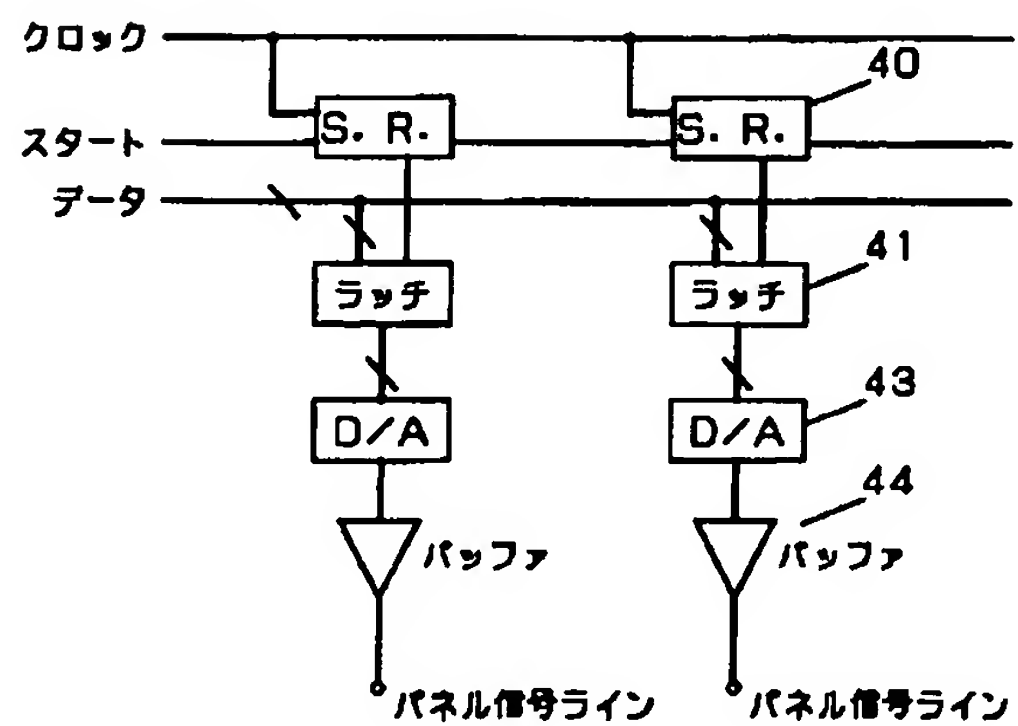 クロック
40
S. R.
S. R.
スタート
データ
41
ラッチ
ラッチ
43
D/A
D/A
44
バッファ
バッファ
パネル信号ライン
パネル信号ライン